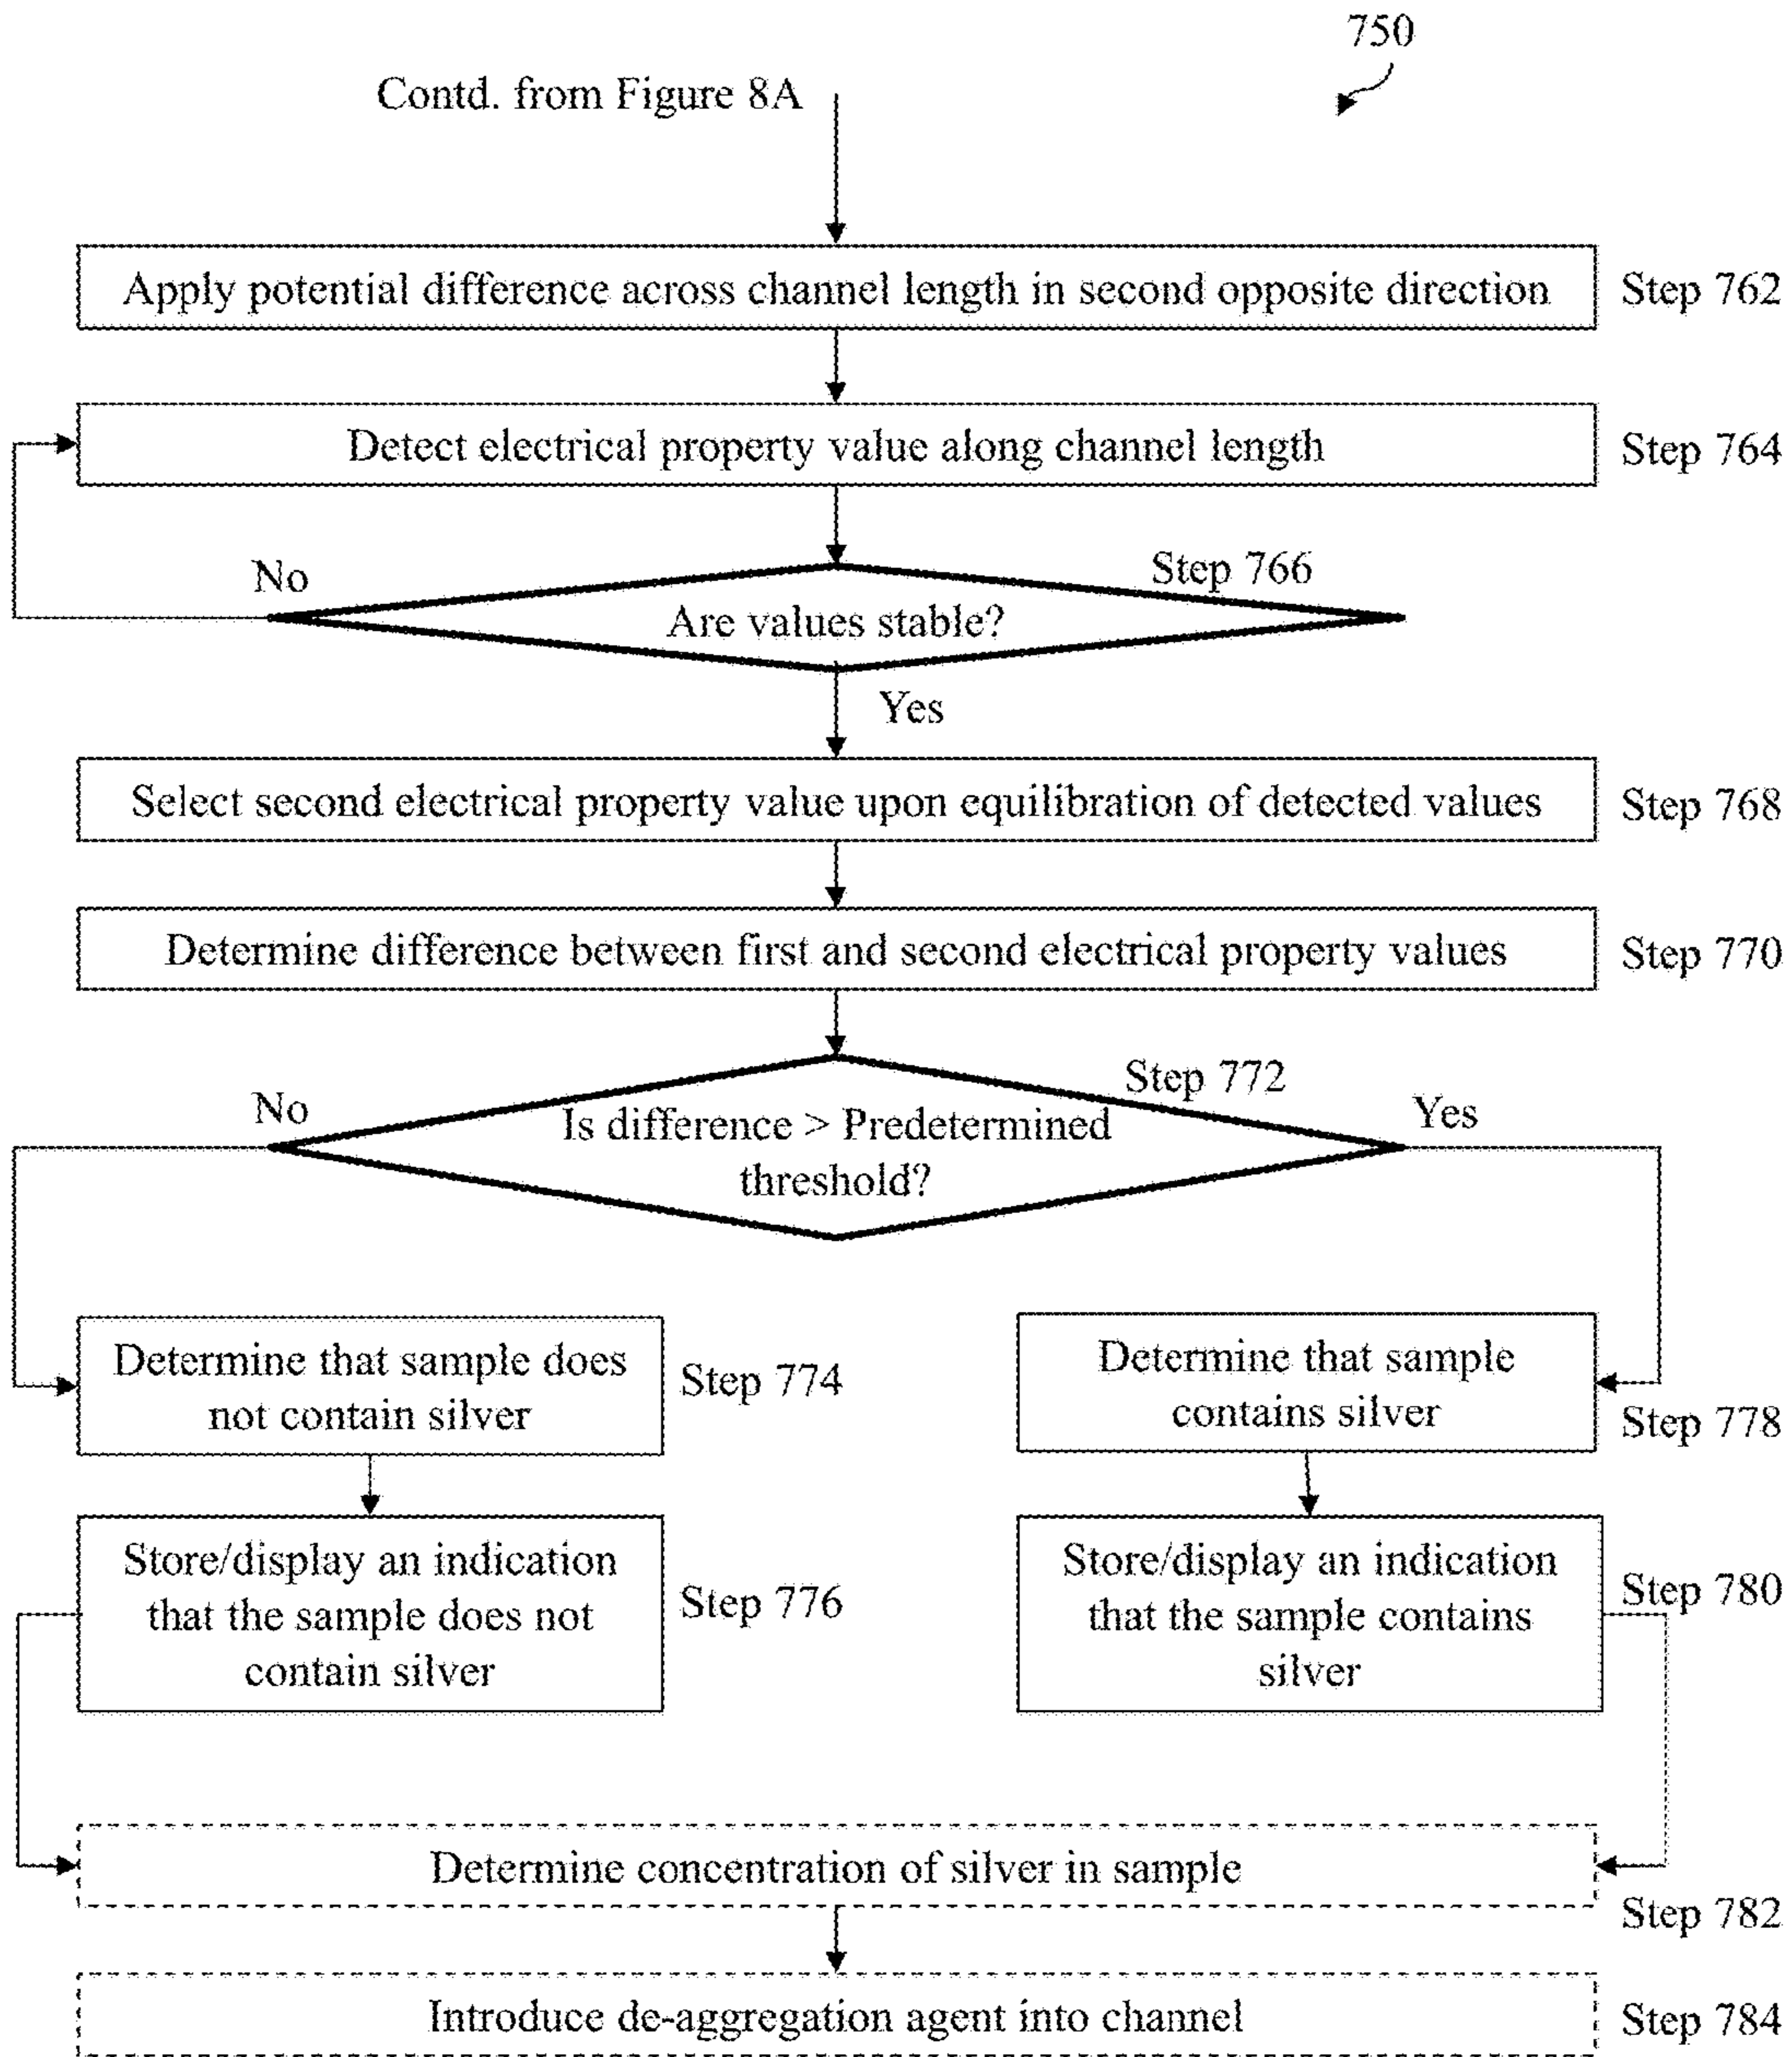 750
Contd. from Figure 8A
Apply potential difference across channel length in second opposite direction
Step 762
Detect electrical property value along channel length
Step 764
No
Step 766
Are values stable?
Yes
Select second electrical property value upon equilibration of detected values
Step 768
Determine difference between first and second electrical property values
Step 770
No
Step 772
Yes
Is difference > Predetermined
threshold?
Determine that sample does
not contain silver
Step 774
Determine that sample
contains silver
Step 778
Store/display an indication
that the sample does not
contain silver
Step 776
Store/display an indication
that the sample contains
silver
Step 780
Determine concentration of silver in sample
Step 782
Introduce de-aggregation agent into channel
Step 784